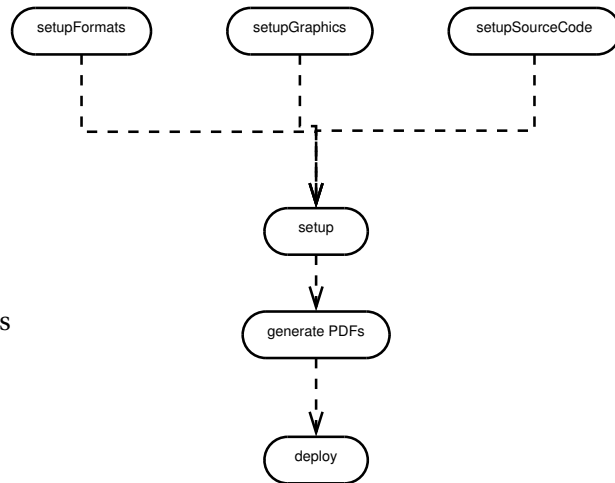 setupFormats
setupGraphics
setupSourceCode
setup
s
generate PDFs
deploy